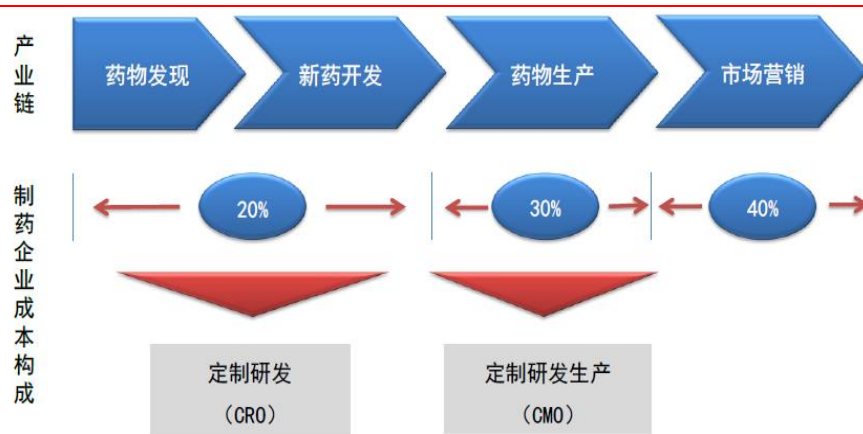 产业链
药物发现
新药开发
药物生产
市场营销
制药企业成本构成
20%
30%
40%
定制研发
（CRO）
定制研发生产
（CMO）